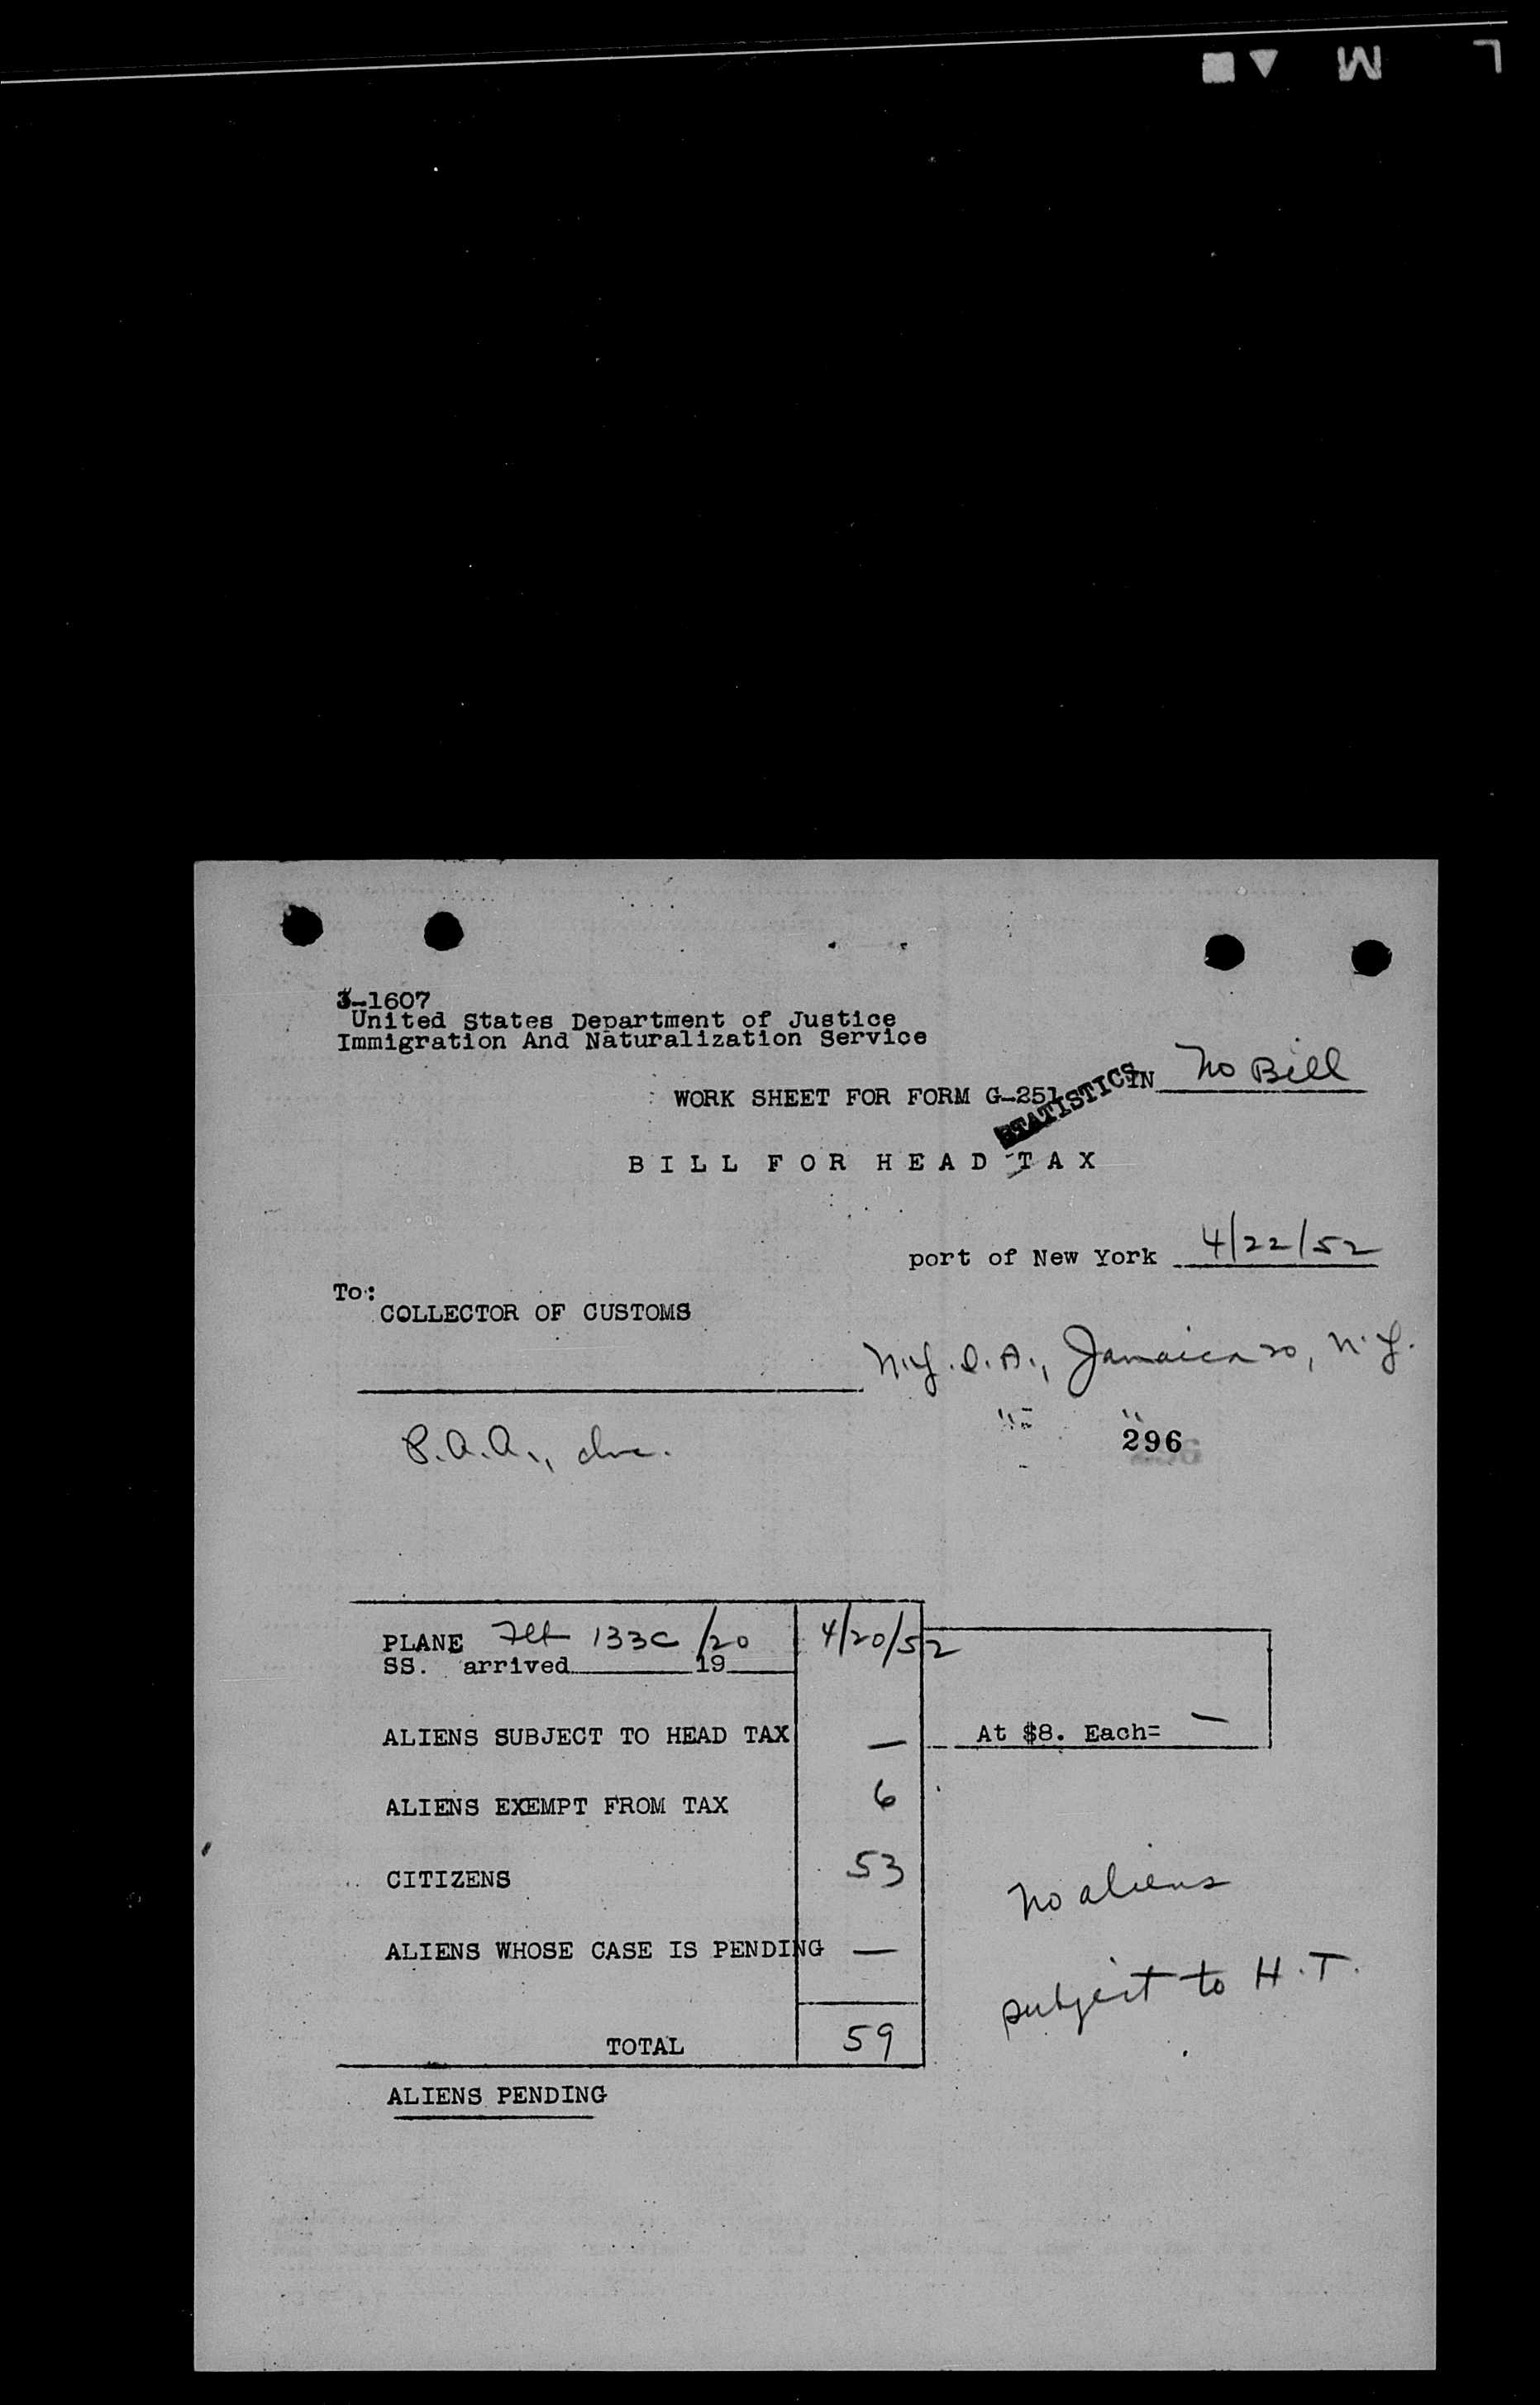 L M
3-1607
United States Department of Justice
Immigration And Naturalization Service
WORK SHEET FOR FORM G-251 STATISTICS IN No Bill
BILL FOR HEAD TAX
port of New York 4/22/52
To:
COLLECTOR OF CUSTOMS
N.Y.I.A., Jamaica 20, N.Y.
" "
296
P.A.A., Inc.
PLANE Flt 133C /20 4/20/52
SS. arrived 19
ALIENS SUBJECT TO HEAD TAX — At $8. Each= —
ALIENS EXEMPT FROM TAX 6
CITIZENS 53
No aliens
ALIENS WHOSE CASE IS PENDING —
subject to H.T.
TOTAL 59
ALIENS PENDING